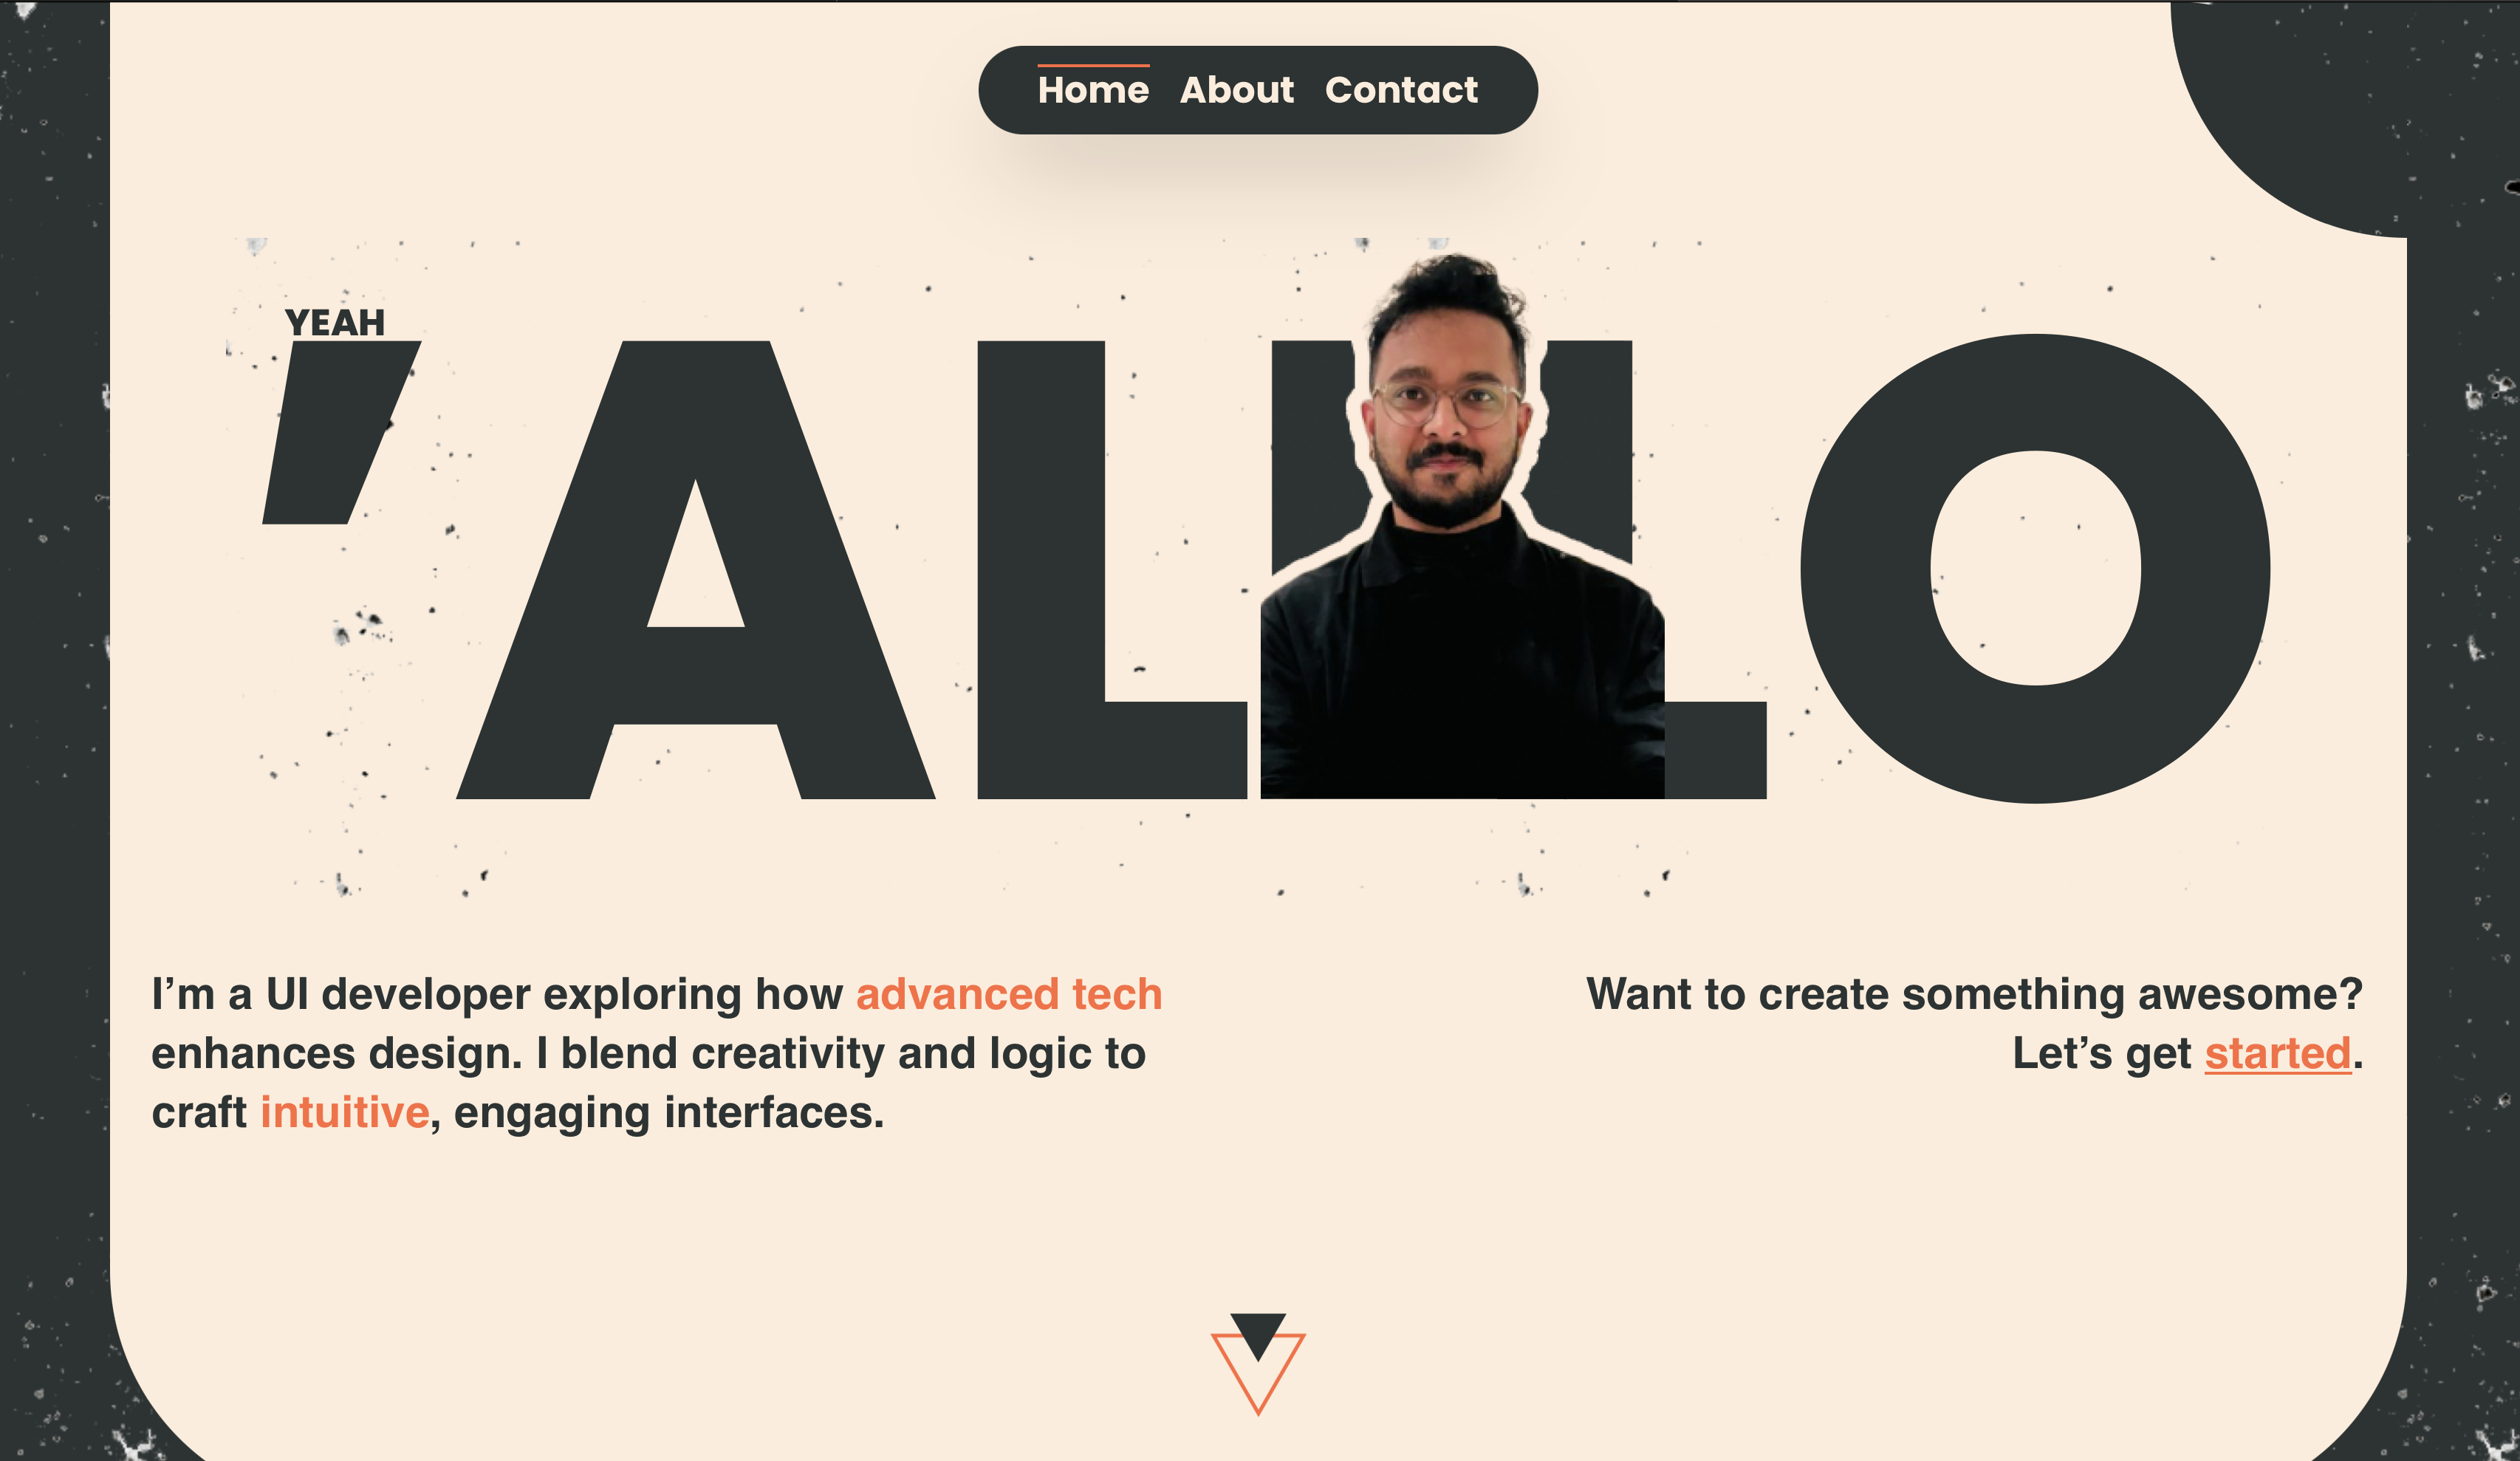 Home About Contact
YEAH
’ALLO
I’m a UI developer exploring how advanced tech
enhances design. I blend creativity and logic to
craft intuitive, engaging interfaces.
Want to create something awesome?
Let’s get started.